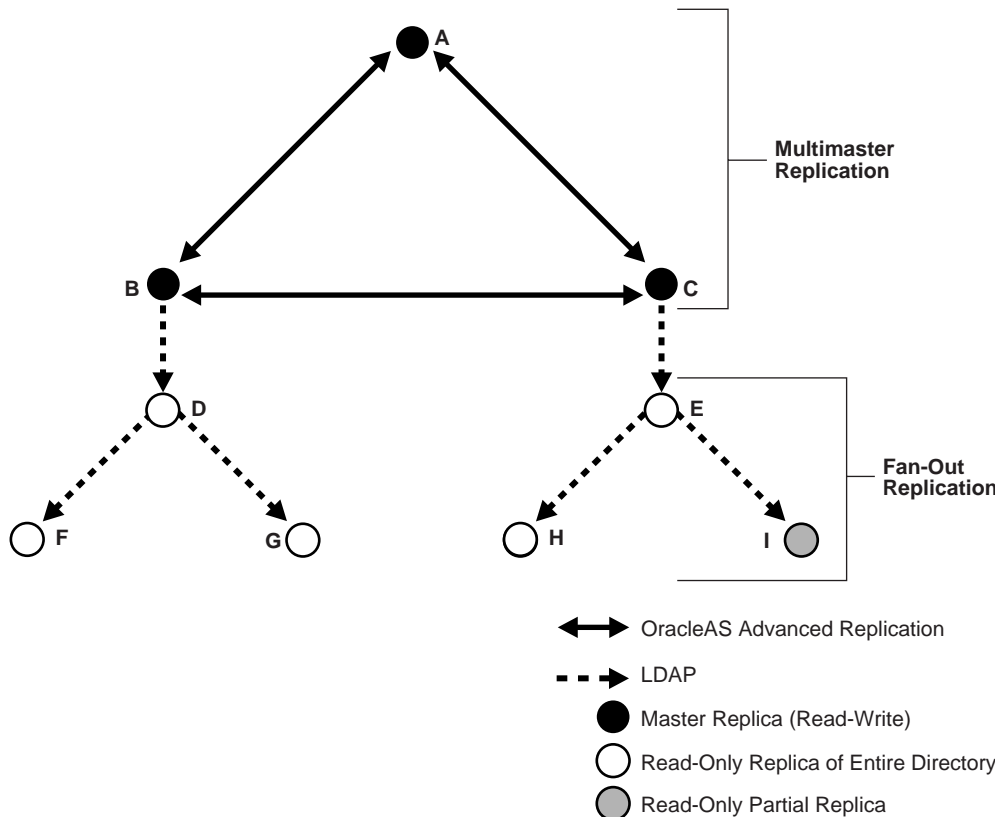 A
Multimaster
Replication
B
C
D
E
Fan-Out
Replication
F
G
H
I
OracleAS Advanced Replication
LDAP
Master Replica (Read-Write)
Read-Only Replica of Entire Directory
Read-Only Partial Replica